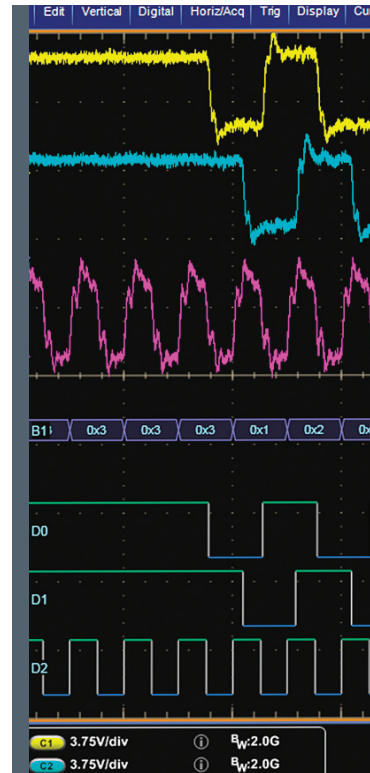 Edit Vertical Digital Horiz/Acq Trig Display
B1 0x3 0x3 0x3 0x1 0x2
D0
D1
D2
C1 3.75V/div BW:2.0G
C2 3.75V/div BW:2.0G